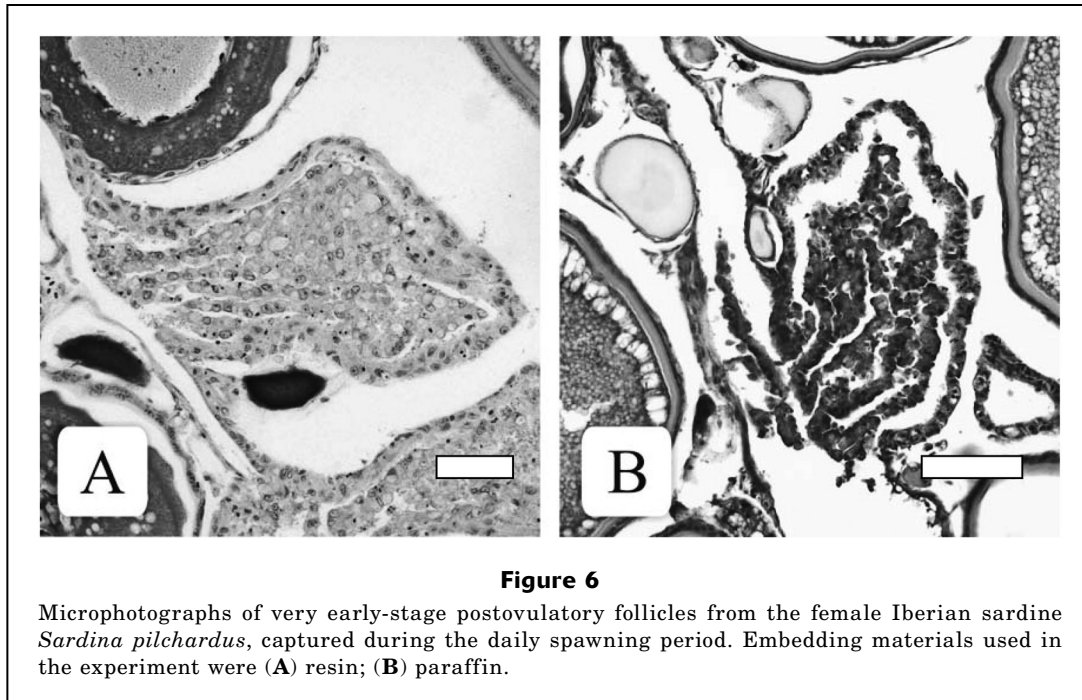 A
B
Figure 6
Microphotographs of very early-stage postovulatory follicles from the female Iberian sardine
Sardina pilchardus, captured during the daily spawning period. Embedding materials used in
the experiment were (A) resin; (B) paraffin.